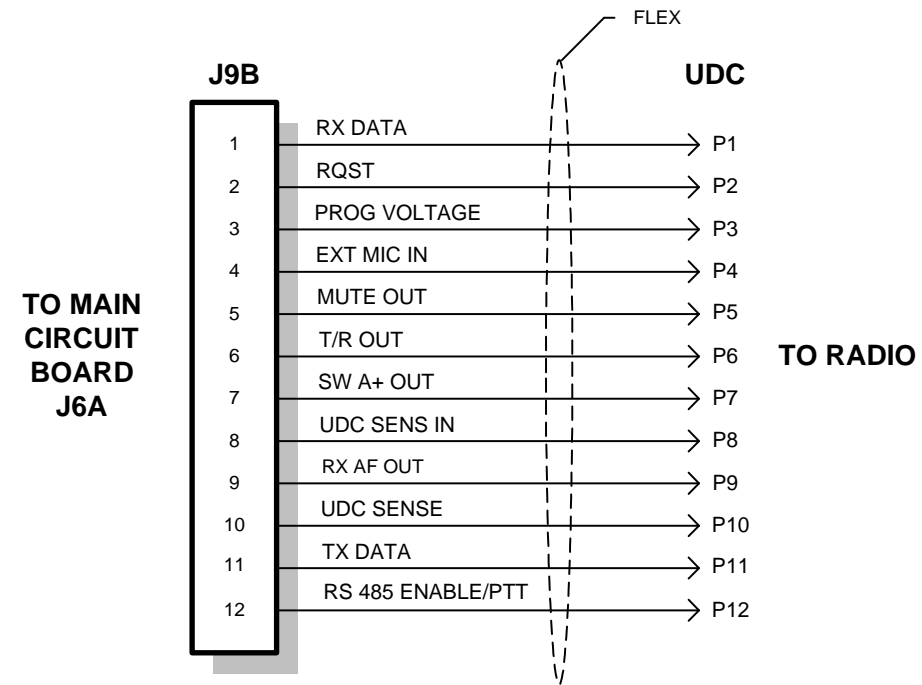 FLEX
J9B
UDC
1 RX DATA P1
2 RQST P2
3 PROG VOLTAGE P3
4 EXT MIC IN P4
5 MUTE OUT P5
6 T/R OUT P6
7 SW A+ OUT P7
8 UDC SENS IN P8
9 RX AF OUT P9
10 UDC SENSE P10
11 TX DATA P11
12 RS 485 ENABLE/PTT P12
TO MAIN
CIRCUIT
BOARD
J6A
TO RADIO